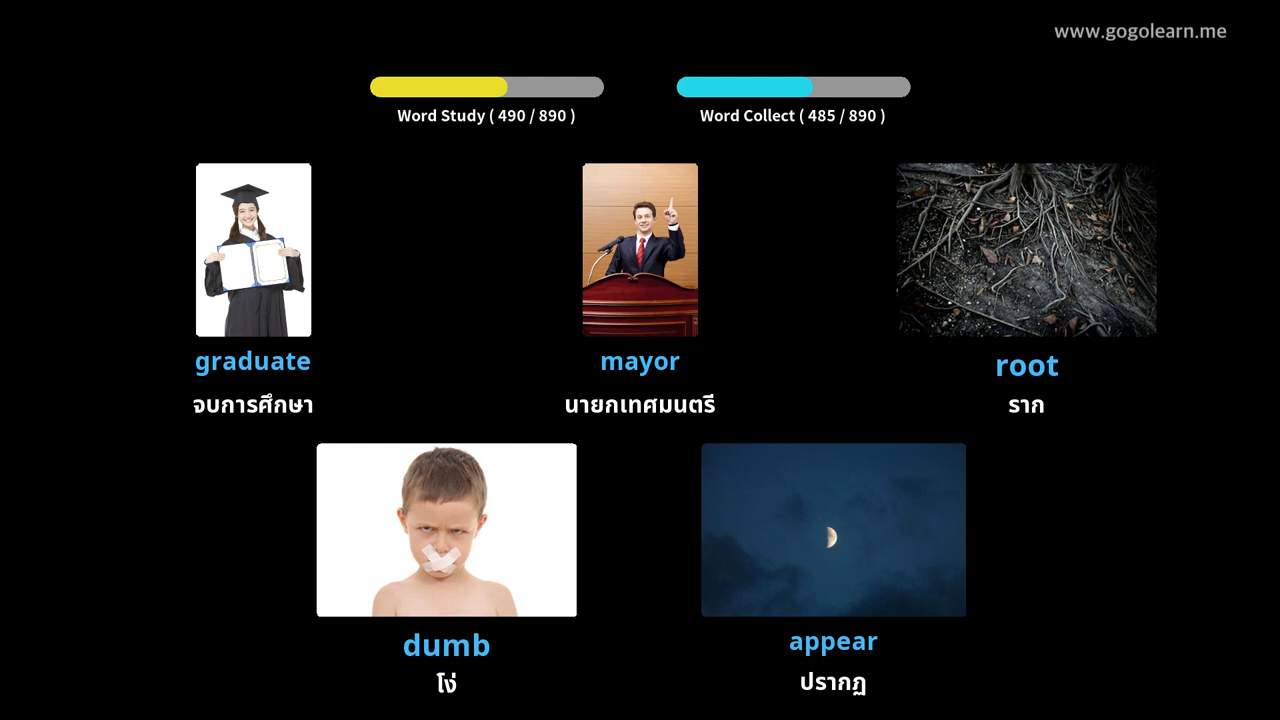 www.gogolearn.me
Word Study ( 490 / 890 )
Word Collect ( 485 / 890 )
graduate
จบการศึกษา
mayor
นายกเทศมนตรี
root
ราก
dumb
โง่
appear
ปรากฏ